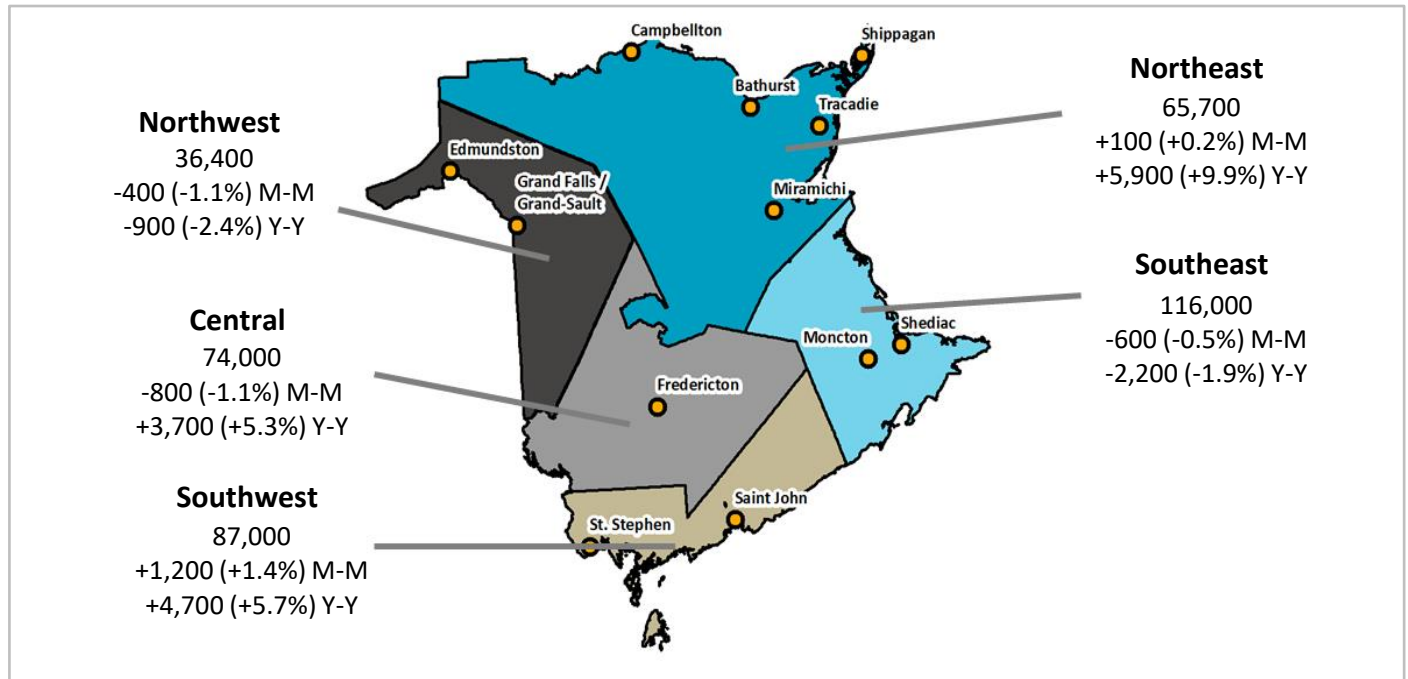 Northwest
36,400
-400 (-1.1%) M-M
-900 (-2.4%) Y-Y
Central
74,000
-800 (-1.1%) M-M
+3,700 (+5.3%) Y-Y
Southwest
87,000
+1,200 (+1.4%) M-M
+4,700 (+5.7%) Y-Y
Campbellton
Shippagan
Bathurst
Tracadie
Edmundston
Grand Falls /
Grand-Sault
Miramichi
Moncton
Shediac
Fredericton
Saint John
St. Stephen
Northeast
65,700
+100 (+0.2%) M-M
+5,900 (+9.9%) Y-Y
Southeast
116,000
-600 (-0.5%) M-M
-2,200 (-1.9%) Y-Y